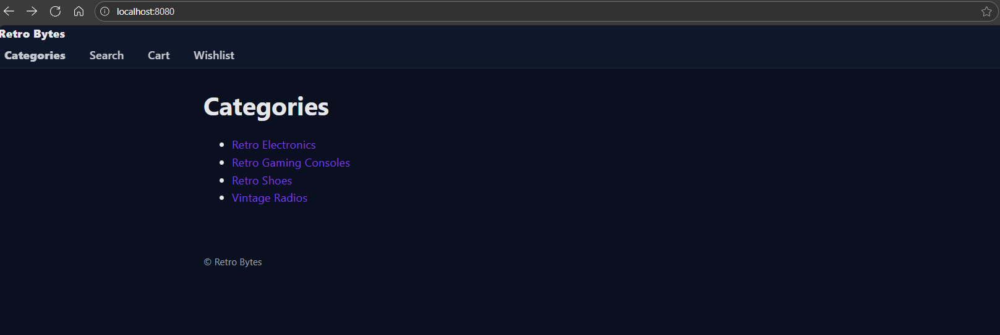 localhost:8080
Retro Bytes
Categories Search Cart Wishlist
Categories
Retro Electronics
Retro Gaming Consoles
Retro Shoes
Vintage Radios
© Retro Bytes